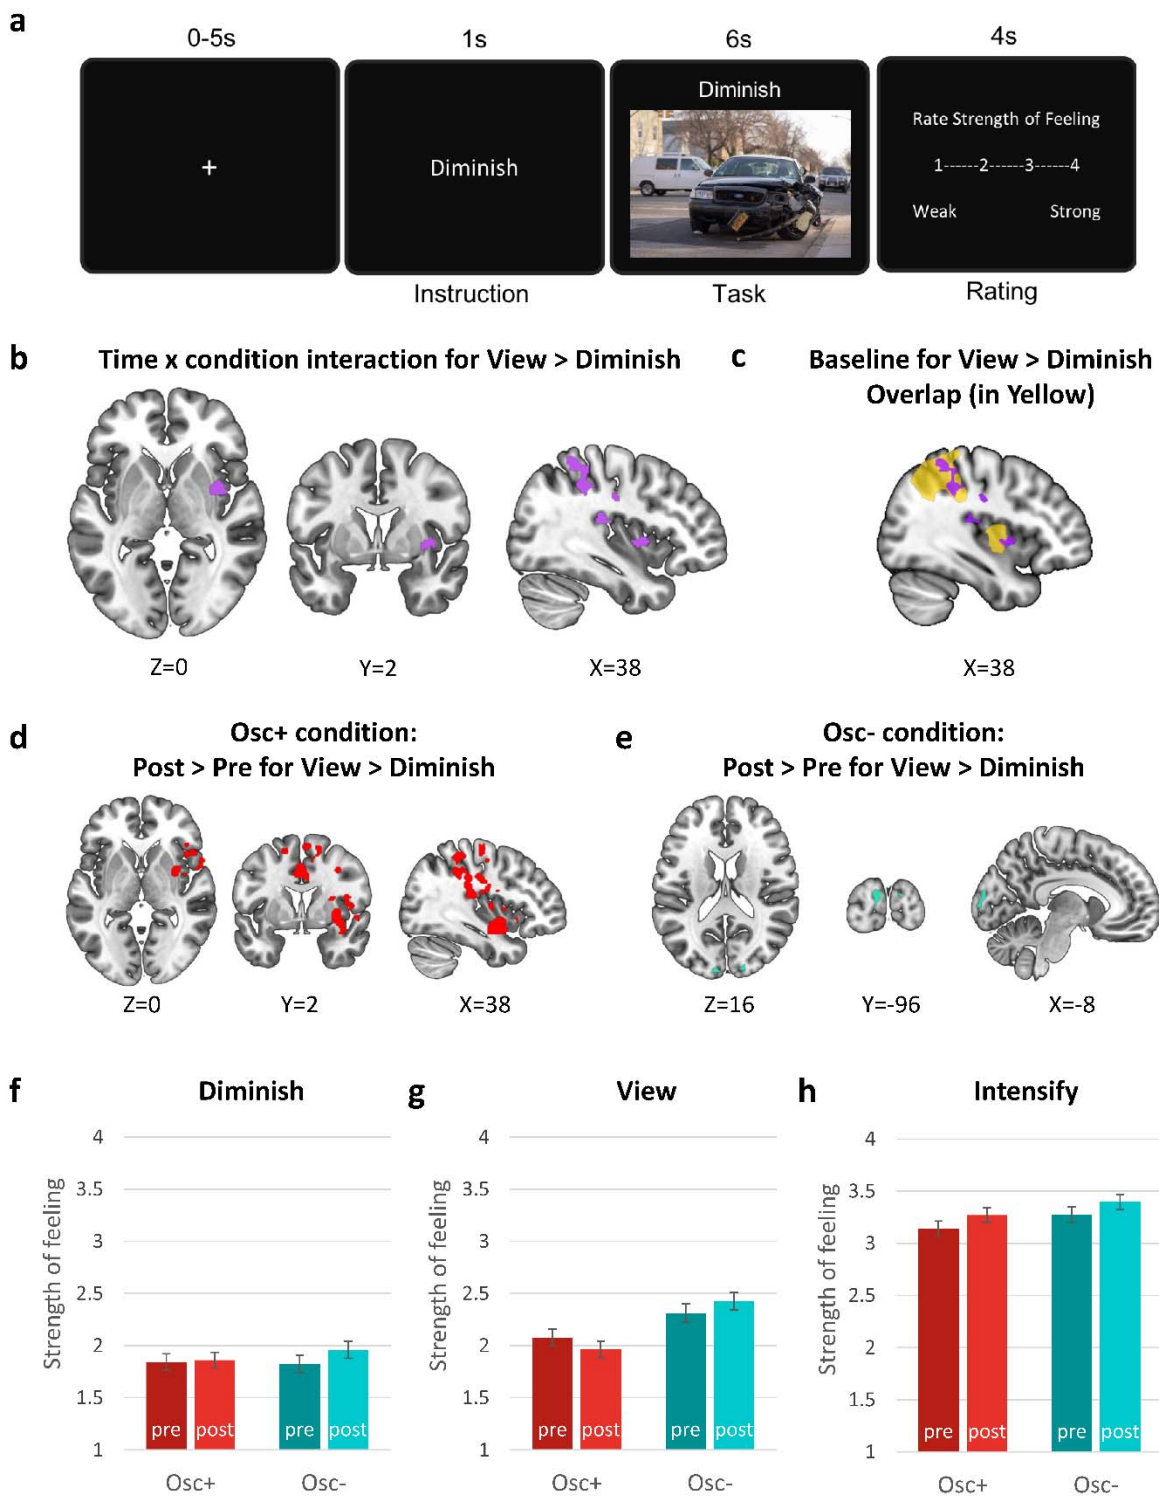 a
0-5s 1s 6s 4s
+
Diminish
Diminish
Rate Strength of Feeling
1------2------3------4
Weak Strong
Instruction Task Rating
b Time x condition interaction for View > Diminish
Z=0 Y=2 X=38
c Baseline for View > Diminish
Overlap (in Yellow)
X=38
d Osc+ condition:
Post > Pre for View > Diminish
Z=0 Y=2 X=38
e Osc- condition:
Post > Pre for View > Diminish
Z=16 Y=-96 X=-8
f Diminish
Strength of feeling
4
3.5
3
2.5
2
1.5
1
pre post pre post
Osc+ Osc-
g View
Strength of feeling
4
3.5
3
2.5
2
1.5
1
pre post pre post
Osc+ Osc-
h Intensify
Strength of feeling
4
3.5
3
2.5
2
1.5
1
pre post pre post
Osc+ Osc-